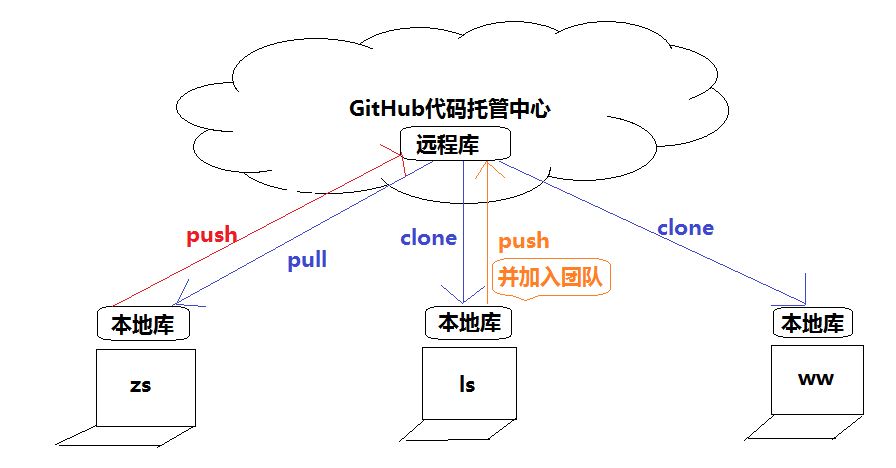 GitHub代码托管中心
远程库
push
pull
clone
push
并加入团队
clone
本地库
本地库
本地库
zs
ls
ww